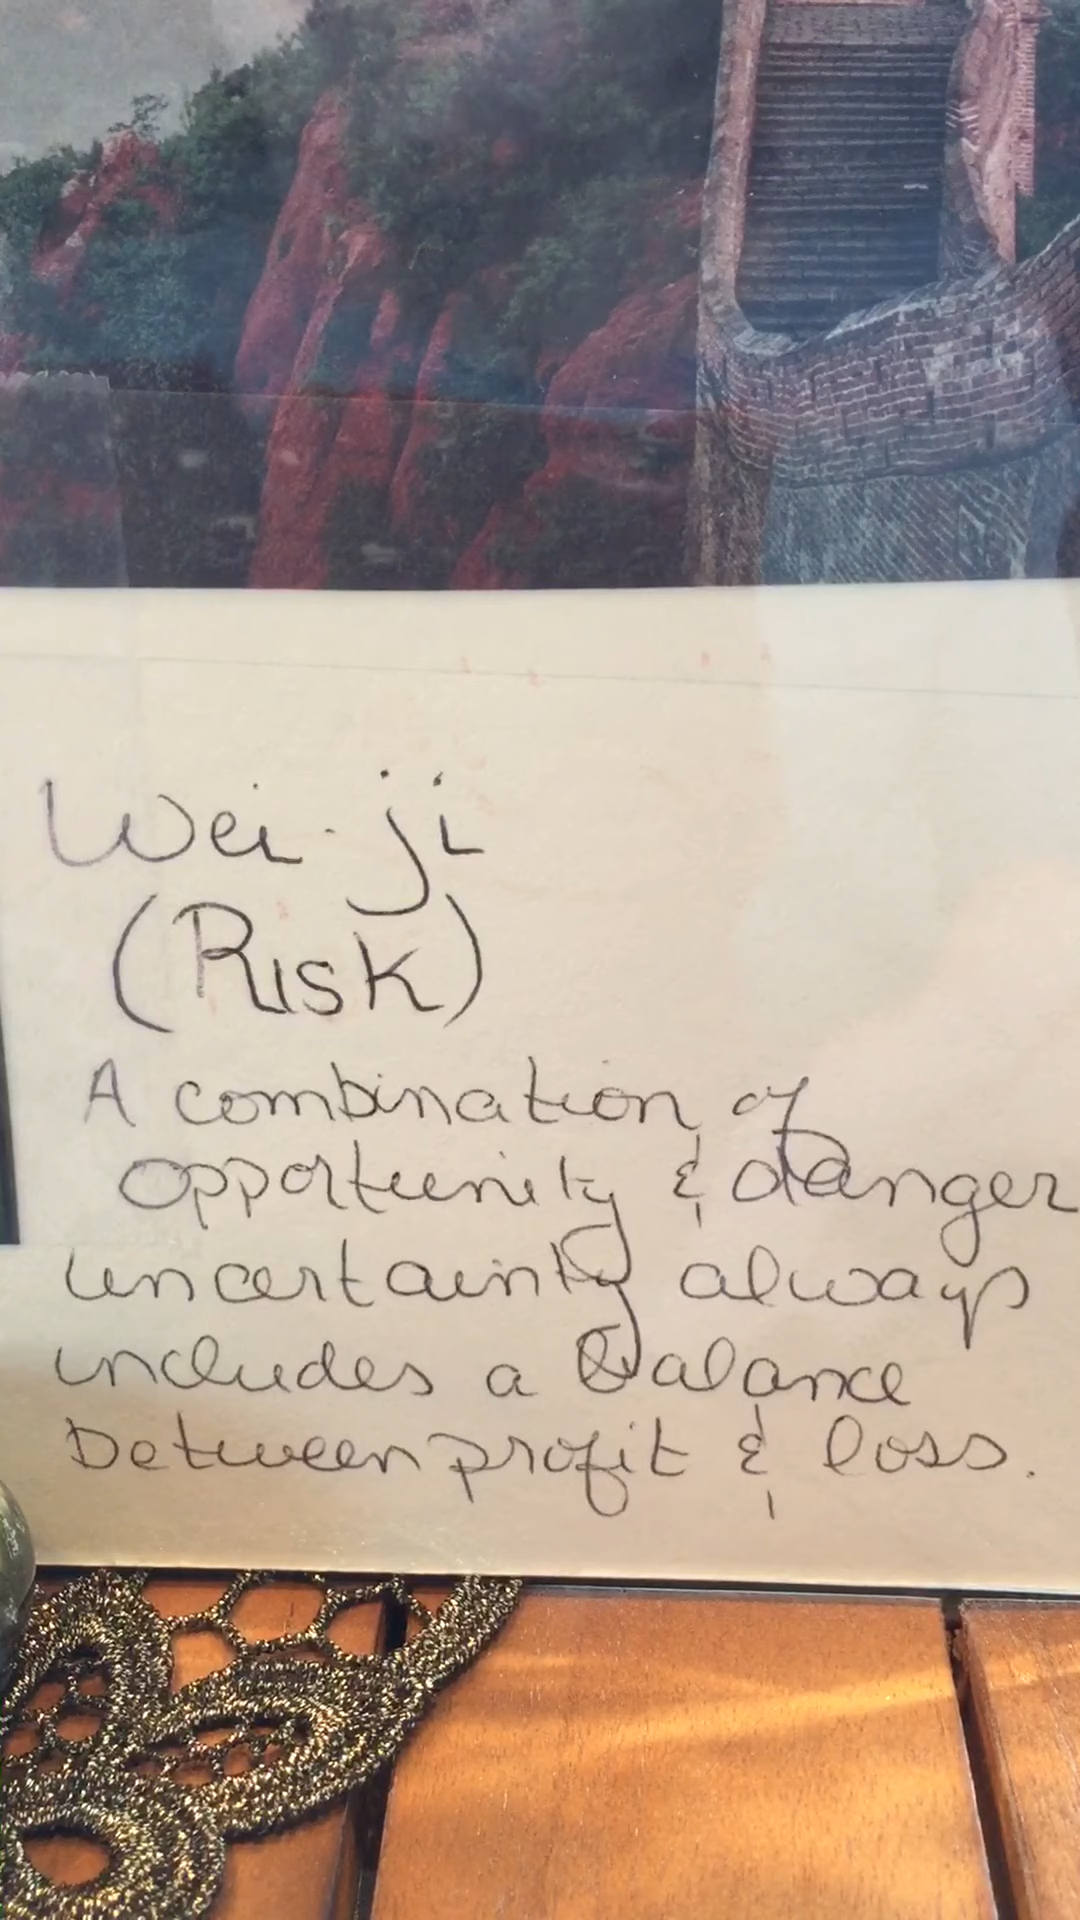 Wei-ji
(Risk)
A combination of
opportunity & danger
uncertainty always
includes a balance
between profit & loss.